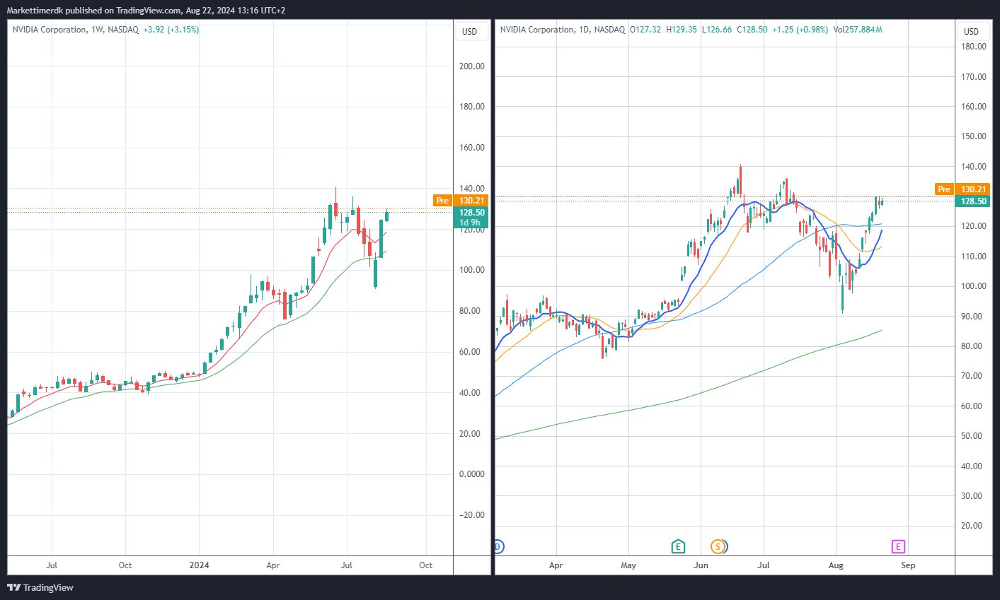 Markettimerdk published on TradingView.com, Aug 22, 2024 13:16 UTC+2
NVIDIA Corporation, 1W, NASDAQ +3.92 (+3.15%)
USD
200.00
180.00
160.00
140.00
Pre 130.21
128.50
1d 9h
120.00
100.00
80.00
60.00
40.00
20.00
0.0000
−20.00
Jul Oct 2024 Apr Jul Oct
NVIDIA Corporation, 1D, NASDAQ O127.32 H129.35 L126.66 C128.50 +1.25 (+0.98%) Vol257.884M
USD
180.00
170.00
160.00
150.00
140.00
Pre 130.21
128.50
120.00
110.00
100.00
90.00
80.00
70.00
60.00
50.00
40.00
30.00
20.00
D E S E
Apr May Jun Jul Aug Sep
TradingView